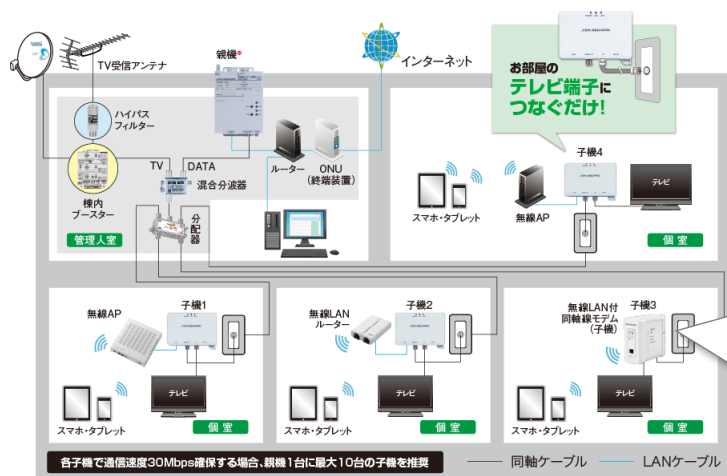 TV受信アンテナ
親機*
インターネット
お部屋の
テレビ端子に
つなぐだけ!
ハイパス
フィルター
TV
DATA
混合分波器
ルーター
ONU
(終端装置)
棟内
ブースター
分配器
管理人室
子機4
テレビ
スマホ・タブレット
無線AP
個室
子機1
無線AP
テレビ
スマホ・タブレット
個室
子機2
無線LAN
ルーター
テレビ
スマホ・タブレット
個室
子機3
無線LAN付
同軸線モデム
(子機)
テレビ
スマホ・タブレット
個室
各子機で通信速度30Mbps確保する場合、親機1台に最大10台の子機を推奨
同軸ケーブル
LANケーブル